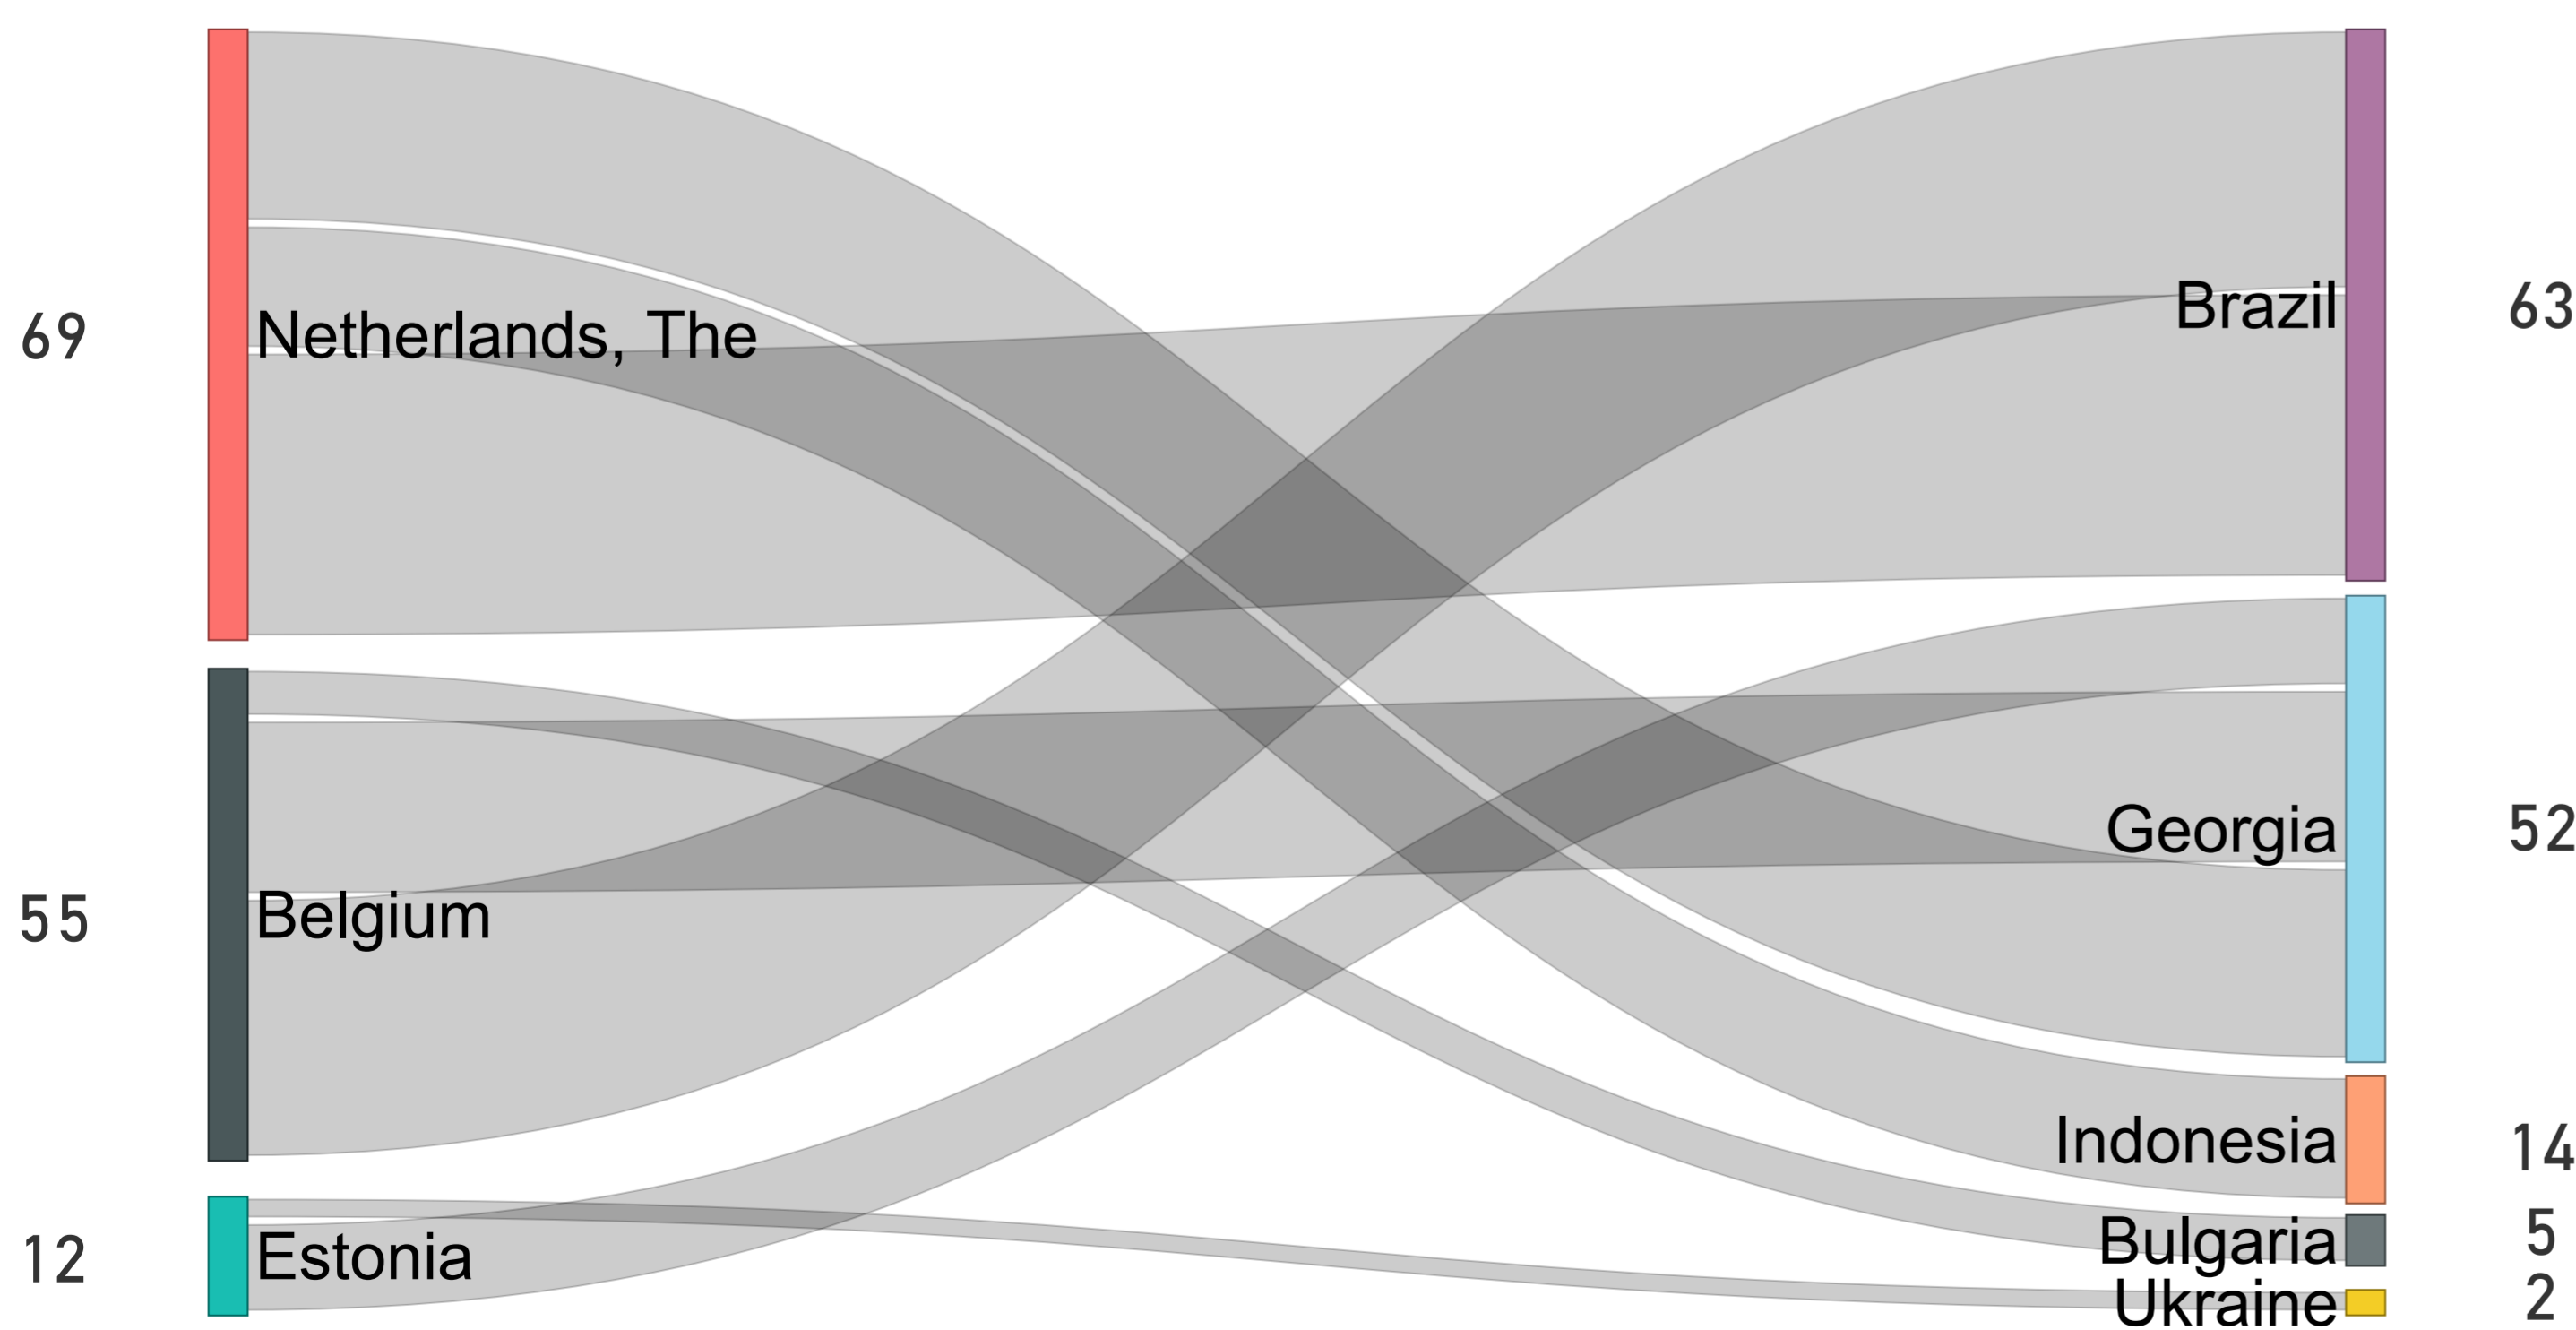 Brazil
63
69
Netherlands, The
Georgia
52
55
Belgium
Indonesia
14
12
Estonia
Bulgaria
5
Ukraine
2